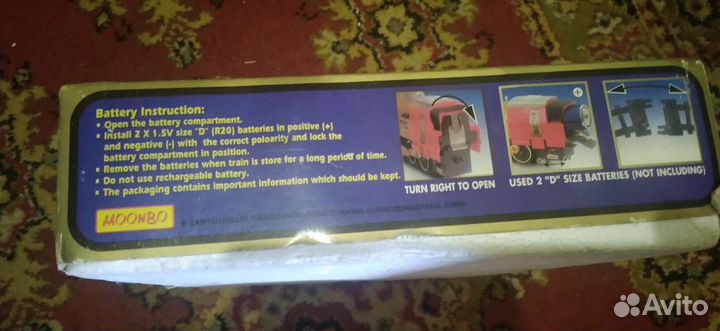 Battery Instruction:
▪ Open the battery compartment.
▪ Install 2 X 1.5V size "D" (R20) batteries in positive (+)
and negative (-) with the correct poloarity and lock the
battery compartment in position.
▪ Remove the batteries when train is store for a long period of time.
▪ Do not use rechargeable battery.
▪ The packaging contains important information which should be kept.
MOONBO
CHINA
TURN RIGHT TO OPEN
USED 2 "D" SIZE BATTERIES (NOT INCLUDING)
Avito